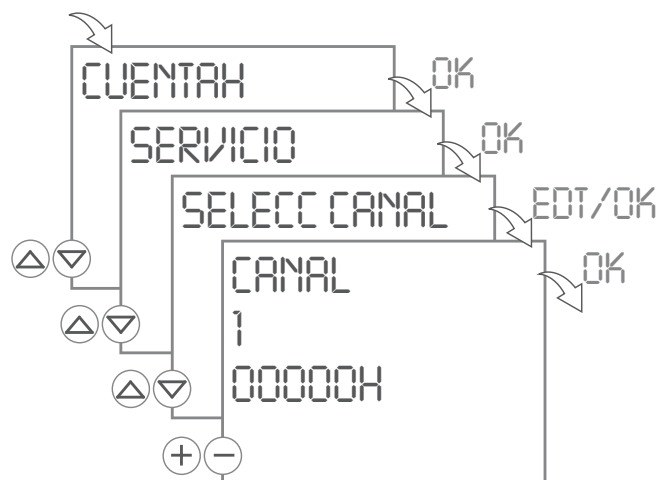 CUENTAH
OK
SERVICIO
OK
SELECC CANAL
EDT/OK
CANAL
OK
1
00000H